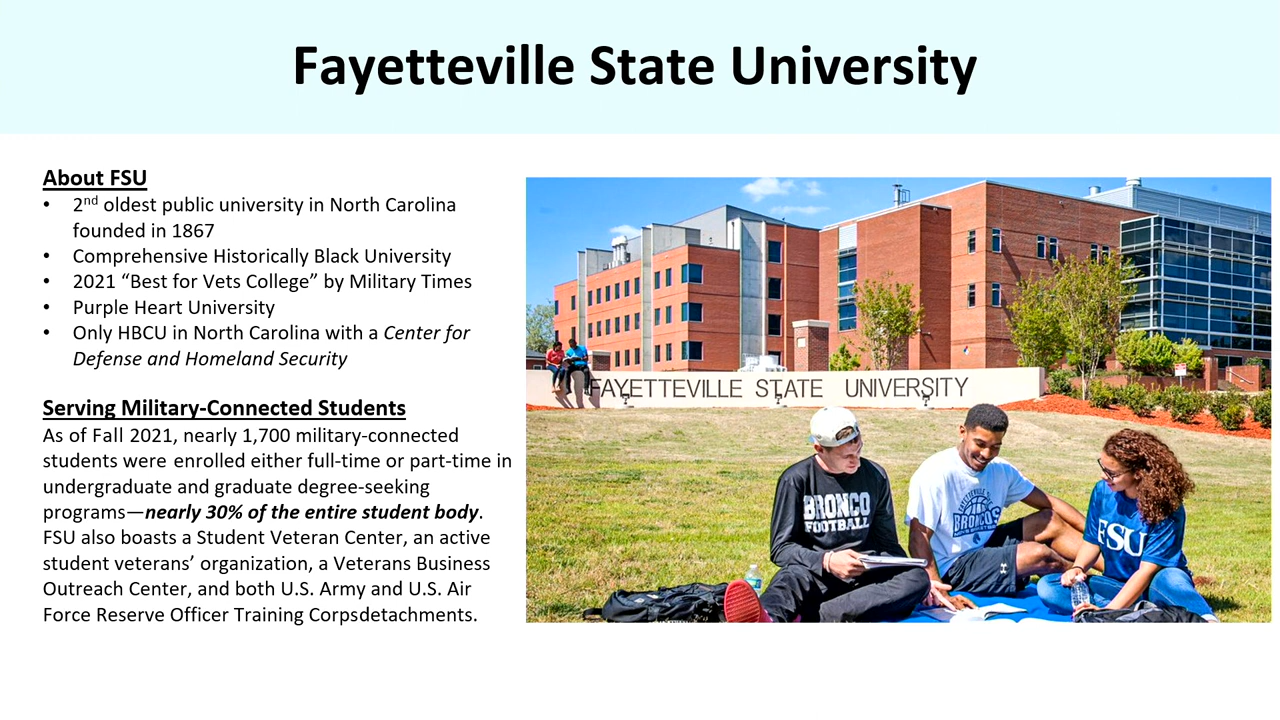 Fayetteville State University
About FSU
• 2nd oldest public university in North Carolina
founded in 1867
• Comprehensive Historically Black University
• 2021 “Best for Vets College” by Military Times
• Purple Heart University
• Only HBCU in North Carolina with a Center for
Defense and Homeland Security
Serving Military-Connected Students
As of Fall 2021, nearly 1,700 military-connected
students were enrolled either full-time or part-time in
undergraduate and graduate degree-seeking
programs—nearly 30% of the entire student body.
FSU also boasts a Student Veteran Center, an active
student veterans’ organization, a Veterans Business
Outreach Center, and both U.S. Army and U.S. Air
Force Reserve Officer Training Corpsdetachments.
FAYETTEVILLE STATE UNIVERSITY
BRONCO
FOOTBALL
BRONCOS
FSU